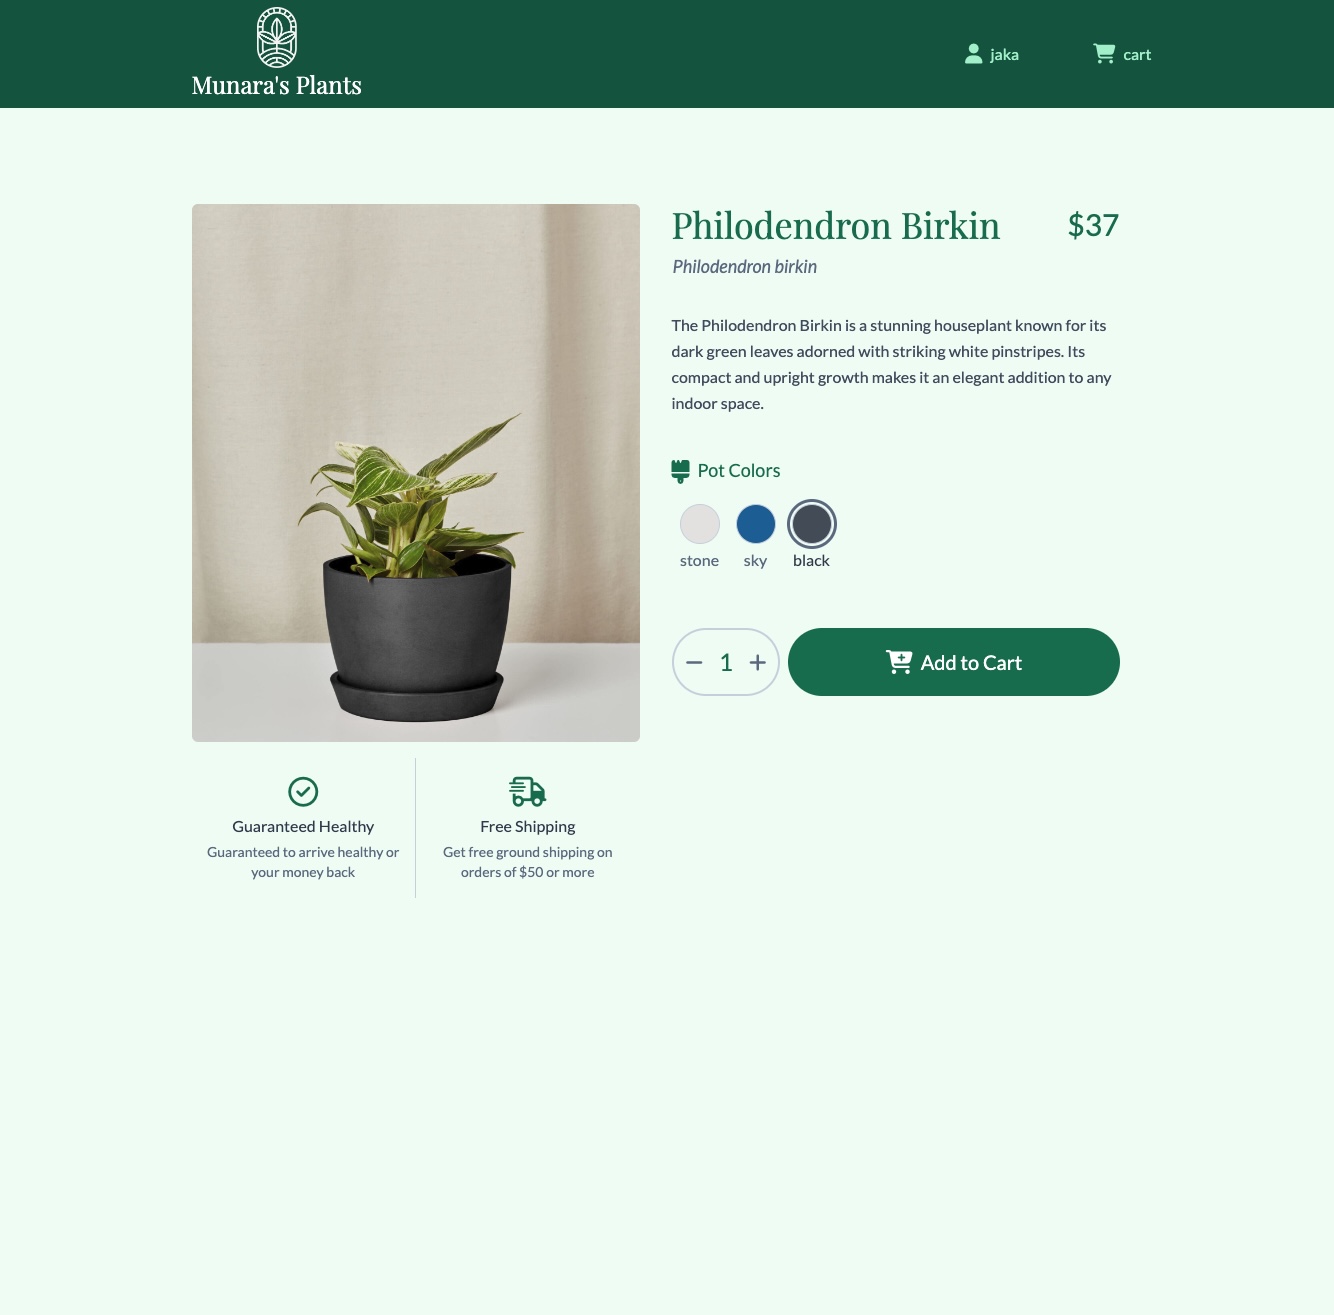 Munara's Plants
jaka
cart
Philodendron Birkin
$37
Philodendron birkin
The Philodendron Birkin is a stunning houseplant known for its
dark green leaves adorned with striking white pinstripes. Its
compact and upright growth makes it an elegant addition to any
indoor space.
Pot Colors
stone
sky
black
1
Add to Cart
Guaranteed Healthy
Guaranteed to arrive healthy or
your money back
Free Shipping
Get free ground shipping on
orders of $50 or more